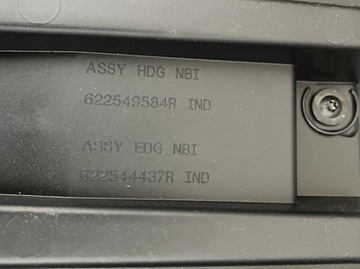 ASSY HDG NBI
622549584R IND
ASSY EDG NBI
622544437R IND